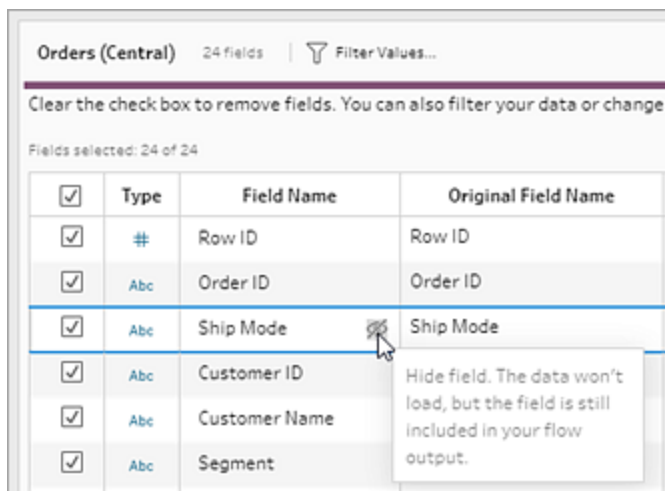 Orders (Central) 24 fields Filter Values...
Clear the check box to remove fields. You can also filter your data or change
Fields selected: 24 of 24
Type Field Name Original Field Name
# Row ID Row ID
Abc Order ID Order ID
Abc Ship Mode Ship Mode
Abc Customer ID
Abc Customer Name
Abc Segment
Hide field. The data won't
load, but the field is still
included in your flow
output.